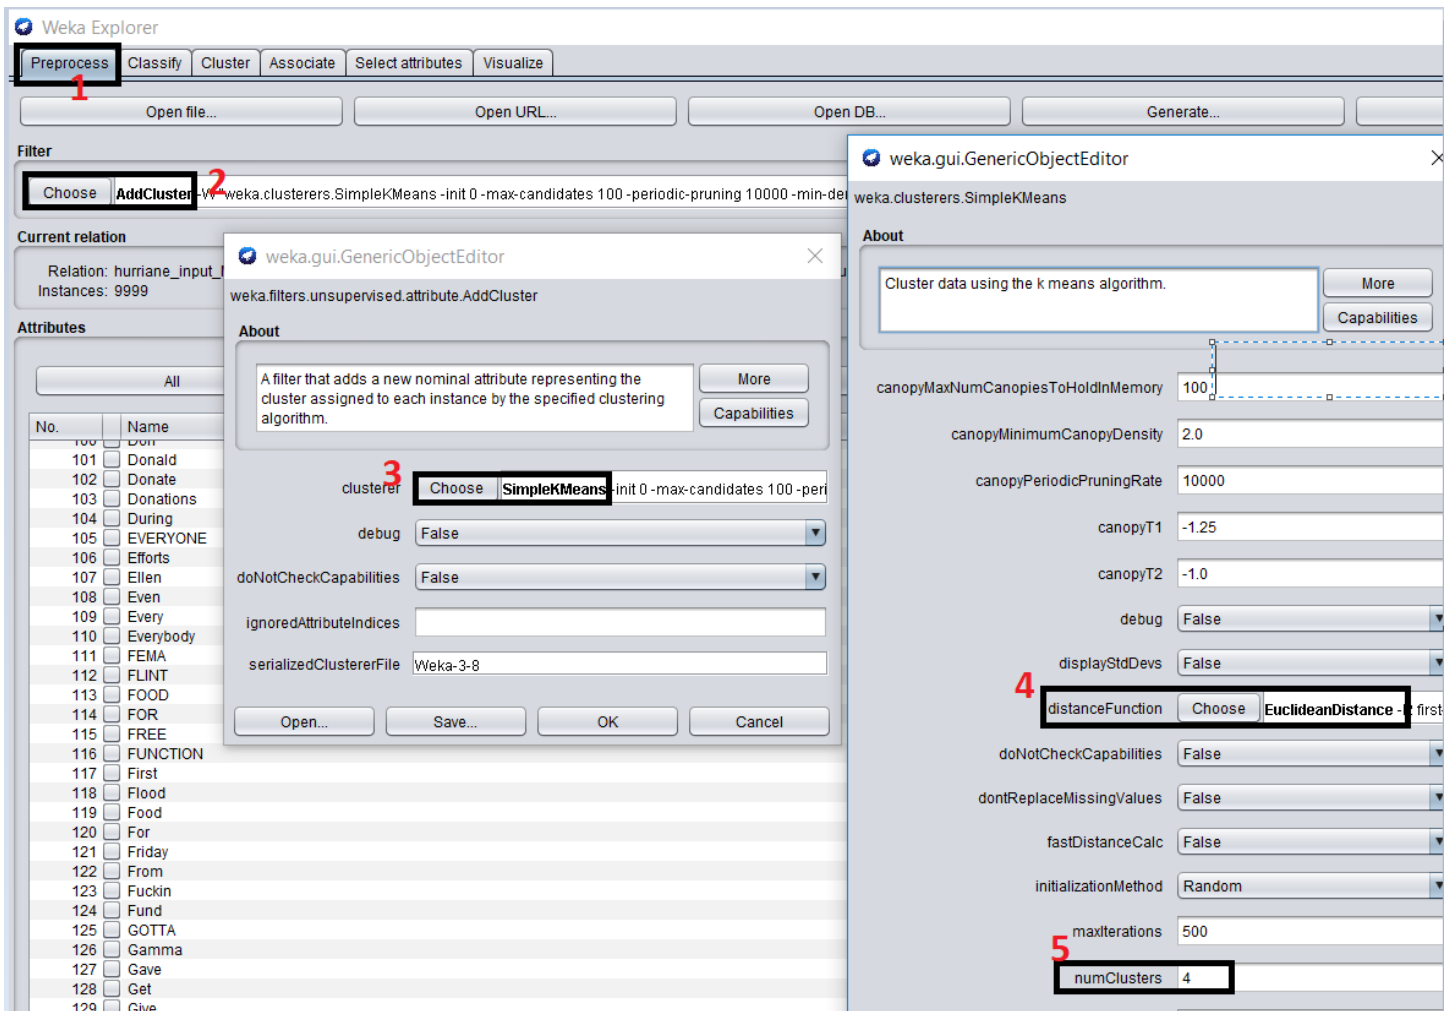 Weka Explorer
Preprocess Classify Cluster Associate Select attributes Visualize
1
Open file... Open URL... Open DB... Generate...
Filter
2
Choose AddCluster -W "weka.clusterers.SimpleKMeans -init 0 -max-candidates 100 -periodic-pruning 10000 -min-der
Current relation
Relation: hurriane_input_
Instances: 9999
Attributes
All
No. Name
100 Don
101 Donald
102 Donate
103 Donations
104 During
105 EVERYONE
106 Efforts
107 Ellen
108 Even
109 Every
110 Everybody
111 FEMA
112 FLINT
113 FOOD
114 FOR
115 FREE
116 FUNCTION
117 First
118 Flood
119 Food
120 For
121 Friday
122 From
123 Fuckin
124 Fund
125 GOTTA
126 Gamma
127 Gave
128 Get
129 Give
weka.gui.GenericObjectEditor
weka.filters.unsupervised.attribute.AddCluster
About
A filter that adds a new nominal attribute representing the
cluster assigned to each instance by the specified clustering
algorithm.
More
Capabilities
3
clusterer Choose SimpleKMeans -init 0 -max-candidates 100 -peri
debug False
doNotCheckCapabilities False
ignoredAttributeIndices
serializedClustererFile Weka-3-8
Open... Save... OK Cancel
weka.gui.GenericObjectEditor
weka.clusterers.SimpleKMeans
About
Cluster data using the k means algorithm.
More
Capabilities
canopyMaxNumCanopiesToHoldInMemory 100
canopyMinimumCanopyDensity 2.0
canopyPeriodicPruningRate 10000
canopyT1 -1.25
canopyT2 -1.0
debug False
displayStdDevs False
4
distanceFunction Choose EuclideanDistance -R first-
doNotCheckCapabilities False
dontReplaceMissingValues False
fastDistanceCalc False
initializationMethod Random
maxIterations 500
5
numClusters 4